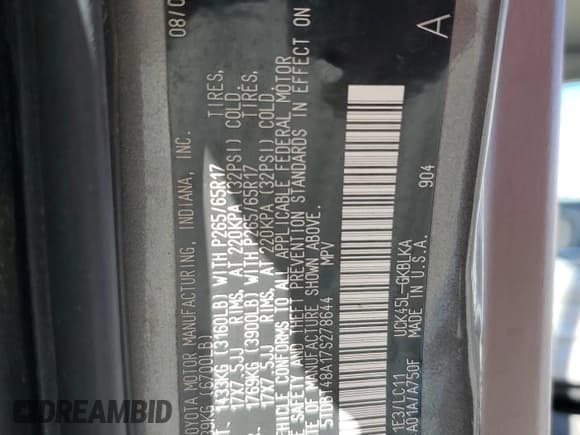 08/0
TOYOTA MOTOR MANUFACTURING, INDIANA, INC.
39KG (6700LB)
1433KG (3160LB) WITH P265/65R17 TIRES,
17X7.5JJ RIMS, AT 220KPA (32PSI) COLD.
1769KG (3900LB) WITH P265/65R17 TIRES,
17X7.5JJ RIMS, AT 220KPA (32PSI) COLD.
VEHICLE CONFORMS TO ALL APPLICABLE FEDERAL MOTOR
SAFETY AND THEFT PREVENTION STANDARDS IN EFFECT ON
MANUFACTURE SHOWN ABOVE.
5TDBT48A17S278644 MPV
1E3/LC11 UCK45L-GKBLKA
A01A/A750F MADE IN U.S.A.
904
A
DREAMBID